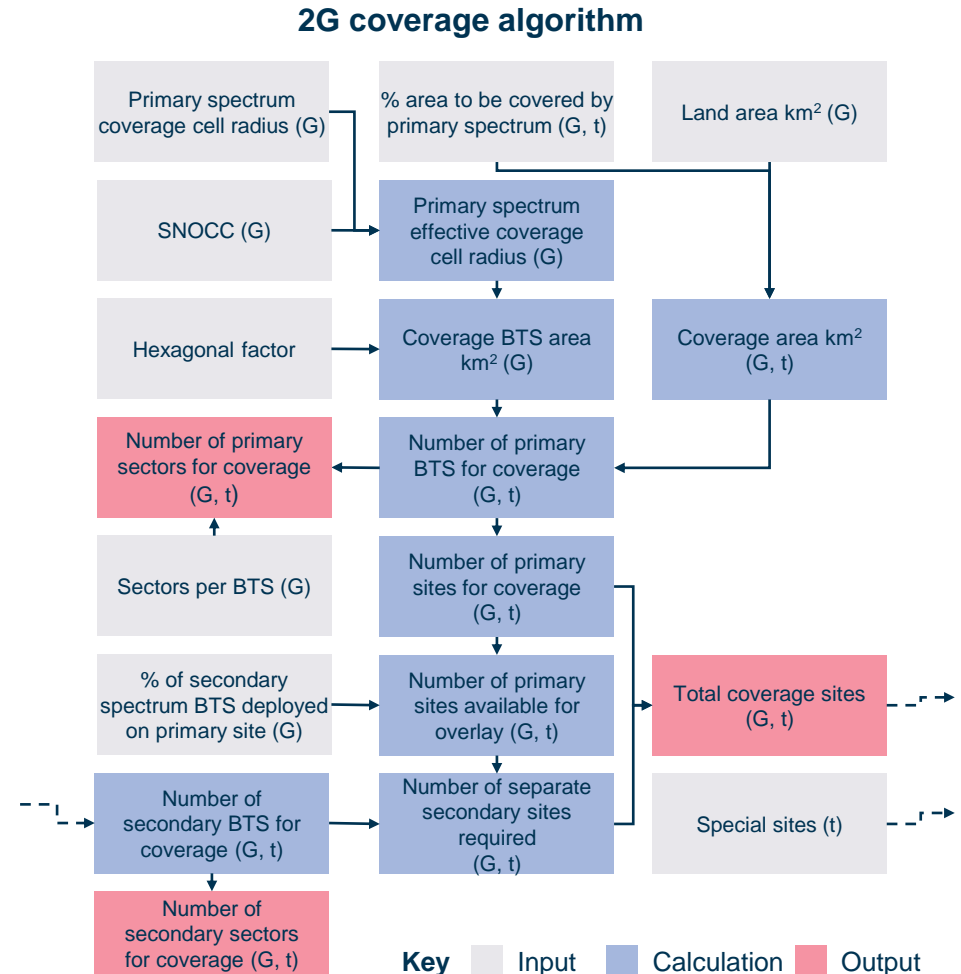 2G coverage algorithm
Primary spectrum
coverage cell radius (G)
% area to be covered by
primary spectrum (G, t)
Land area km² (G)
SNOCC (G)
Primary spectrum
effective coverage
cell radius (G)
Hexagonal factor
Coverage BTS area
km² (G)
Coverage area km²
(G, t)
Number of primary
sectors for coverage
(G, t)
Number of primary
BTS for coverage
(G, t)
Sectors per BTS (G)
Number of primary
sites for coverage
(G, t)
% of secondary
spectrum BTS deployed
on primary site (G)
Number of primary
sites available for
overlay (G, t)
Total coverage sites
(G, t)
Number of
secondary BTS for
coverage (G, t)
Number of separate
secondary sites
required
(G, t)
Special sites (t)
Number of
secondary sectors
for coverage (G, t)
Key Input Calculation Output